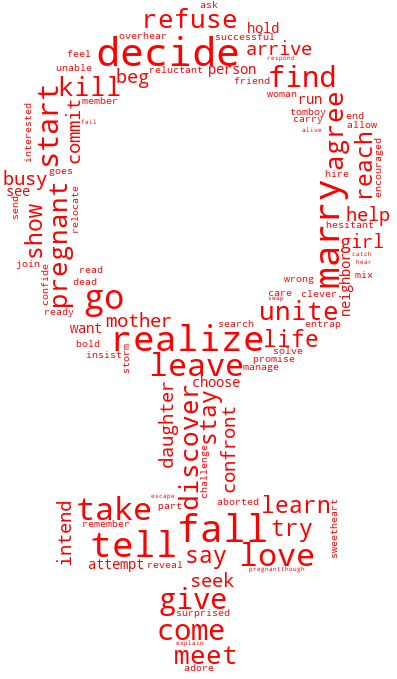 ask
refuse
hold
overhear
successful
decide
arrive
feel
respond
unable
reluctant
person
find
beg
friend
kill
member
woman
run
start
commit
interested
fail
tomboy
carry
end
allow
alive
agree
reach
encouraged
goes
hire
busy
see
send
pregnant
relocate
show
marry
help
hesitant
girl
join
confide
read
dead
catch
hear
mix
neighboro
wrong
go
care
clever
swap
ready
unite
entrap
want
mother
search
realize
life
bold
insist
storm
solve
promise
leave
manage
choose
daughter
discover
stay
challenge
confront
escape
part
aborted
take
learn
intend
remember
fall
try
sweetheart
tell
say
love
attempt
reveal
pregnantthough
seek
give
surprised
come
explain
meet
adore